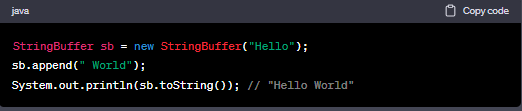 java
Copy code
StringBuffer sb = new StringBuffer("Hello");
sb.append(" World");
System.out.println(sb.toString()); // "Hello World"